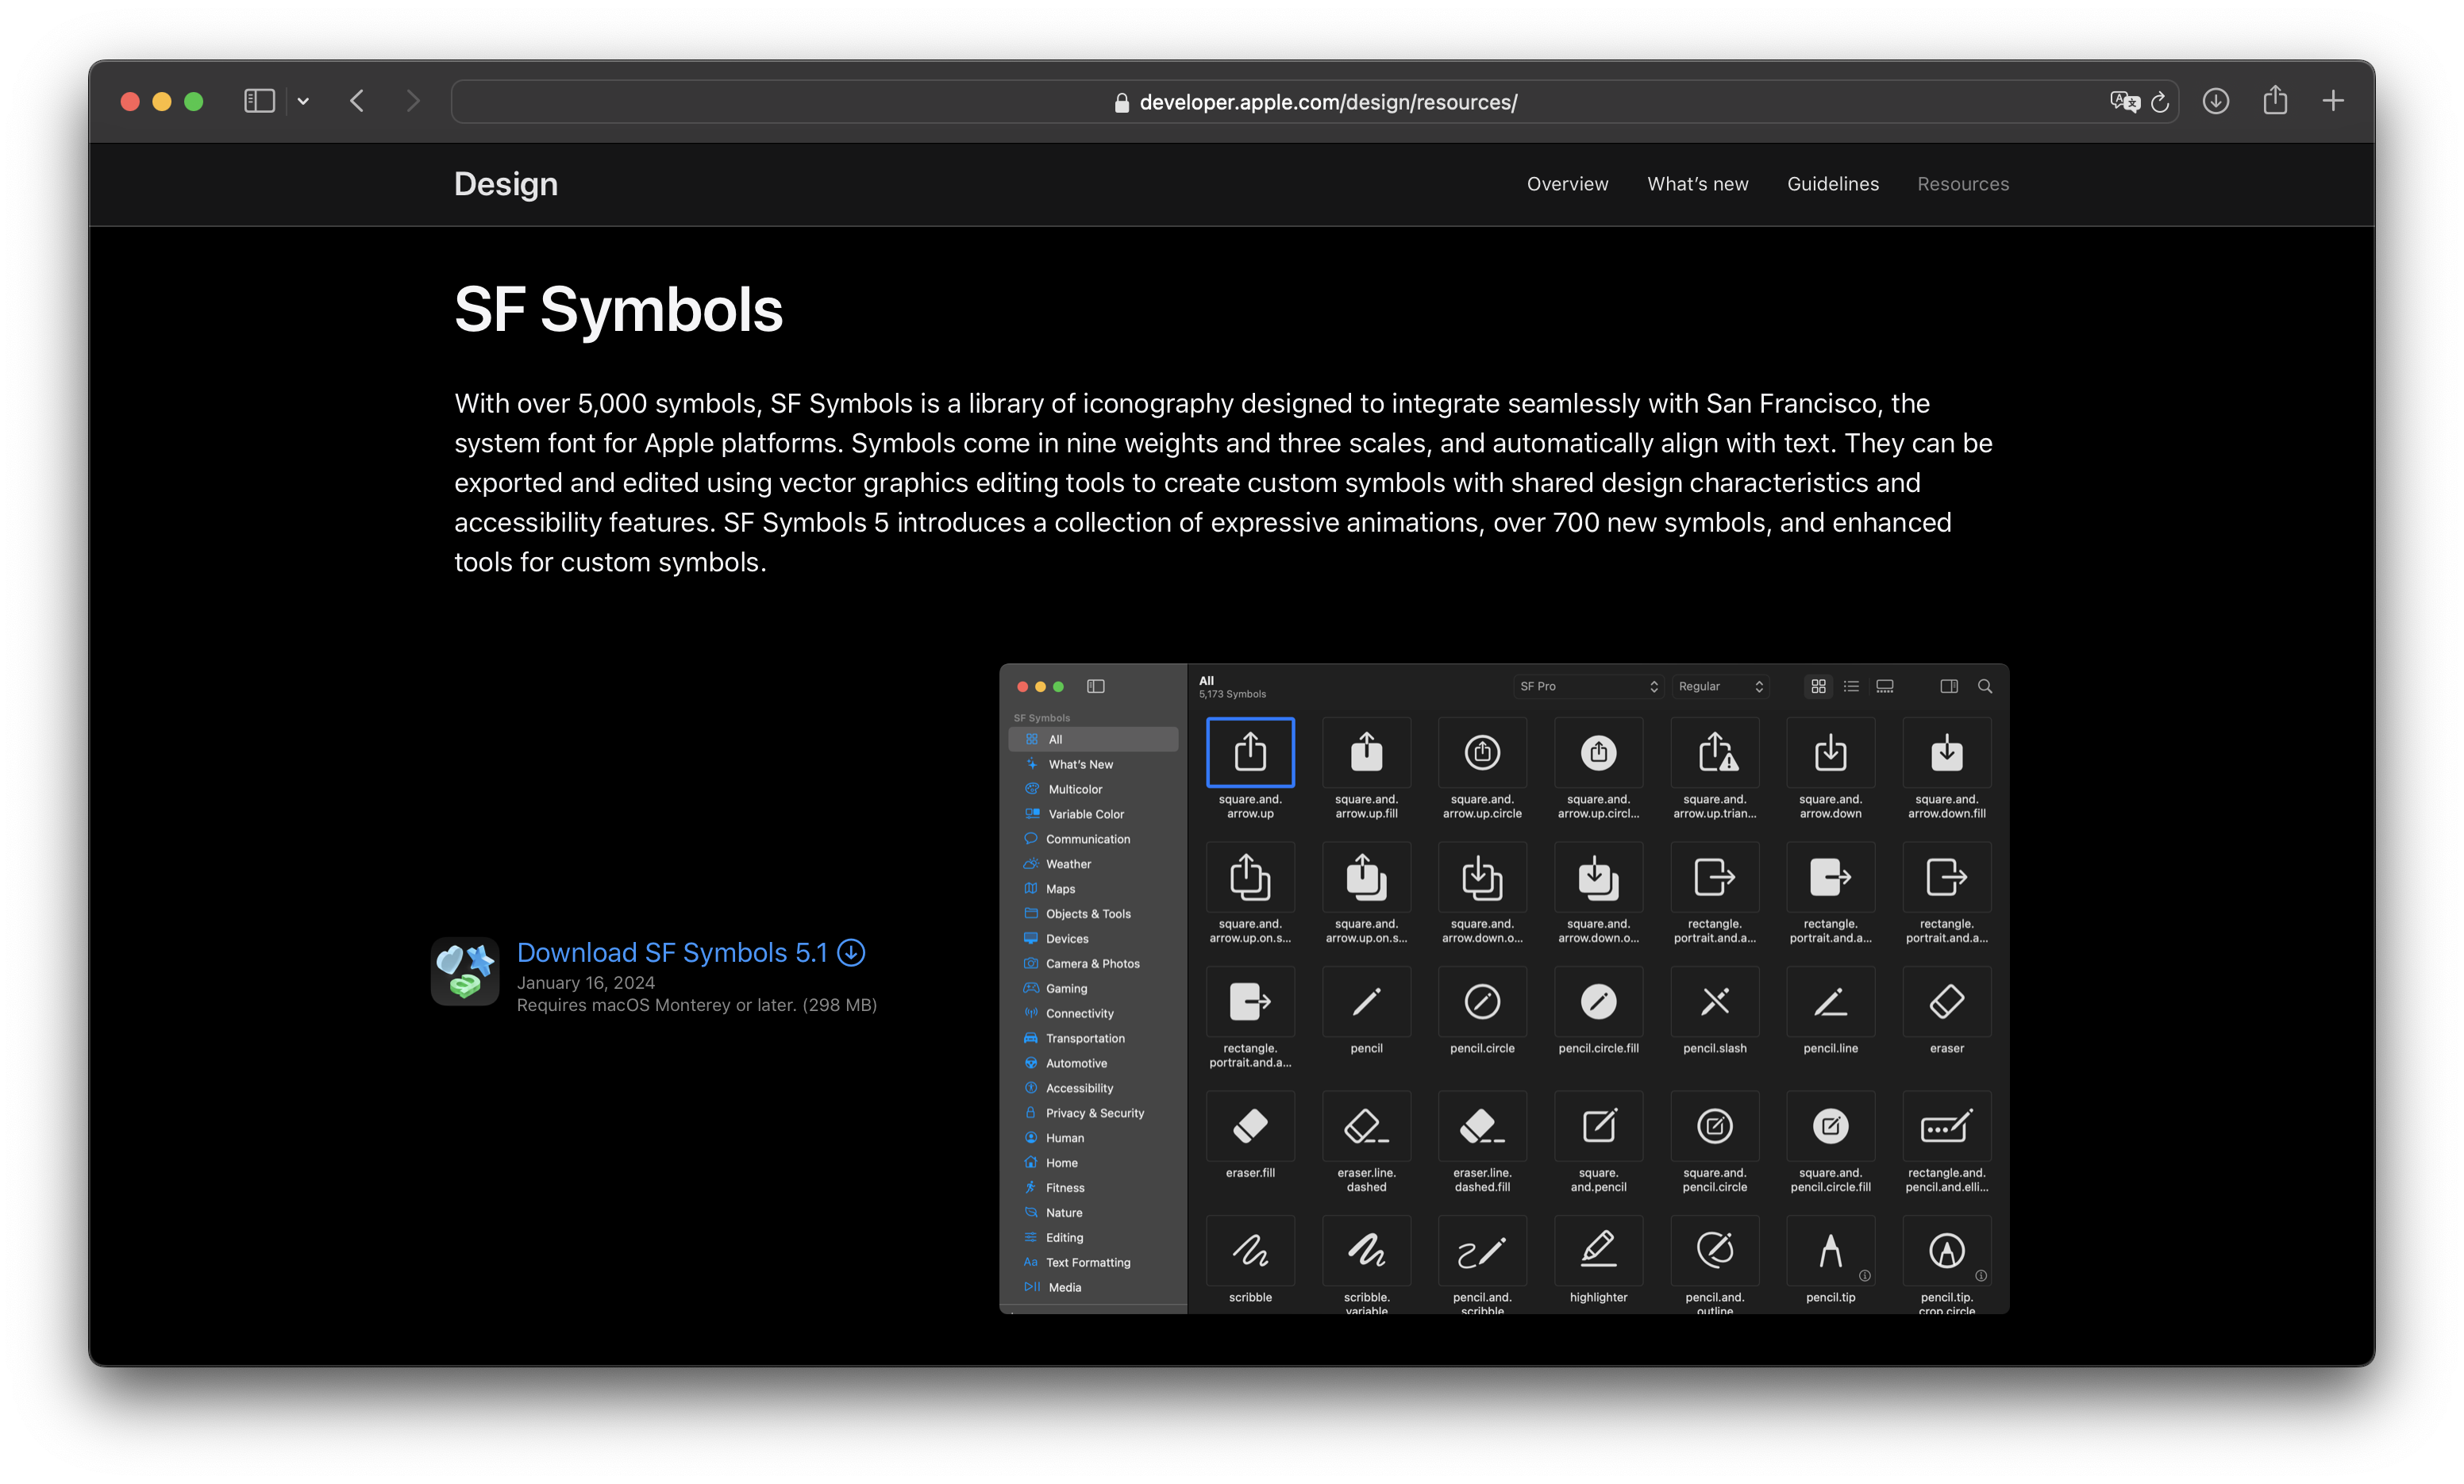 developer.apple.com/design/resources/
Design
Overview
What's new
Guidelines
Resources
SF Symbols
With over 5,000 symbols, SF Symbols is a library of iconography designed to integrate seamlessly with San Francisco, the
system font for Apple platforms. Symbols come in nine weights and three scales, and automatically align with text. They can be
exported and edited using vector graphics editing tools to create custom symbols with shared design characteristics and
accessibility features. SF Symbols 5 introduces a collection of expressive animations, over 700 new symbols, and enhanced
tools for custom symbols.
Download SF Symbols 5.1
January 16, 2024
Requires macOS Monterey or later. (298 MB)
SF Symbols
All
What's New
Multicolor
Variable Color
Communication
Weather
Maps
Objects & Tools
Devices
Camera & Photos
Gaming
Connectivity
Transportation
Automotive
Accessibility
Privacy & Security
Human
Home
Fitness
Nature
Editing
Aa Text Formatting
Media
All
5,173 Symbols
SF Pro
Regular
square.and.
arrow.up
square.and.
arrow.up.fill
square.and.
arrow.up.circle
square.and.
arrow.up.circl...
square.and.
arrow.up.trian...
square.and.
arrow.down
square.and.
arrow.down.fill
square.and.
arrow.up.on.s...
square.and.
arrow.up.on.s...
square.and.
arrow.down.o...
square.and.
arrow.down.o...
rectangle.
portrait.and.a...
rectangle.
portrait.and.a...
rectangle.
portrait.and.a...
rectangle.
portrait.and.a...
pencil
pencil.circle
pencil.circle.fill
pencil.slash
pencil.line
eraser
eraser.fill
eraser.line.
dashed
eraser.line.
dashed.fill
square.
and.pencil
square.and.
pencil.circle
square.and.
pencil.circle.fill
rectangle.and.
pencil.and.elli...
scribble
scribble.
variable
pencil.and.
scribble
highlighter
pencil.and.
outline
pencil.tip
pencil.tip.
crop.circle